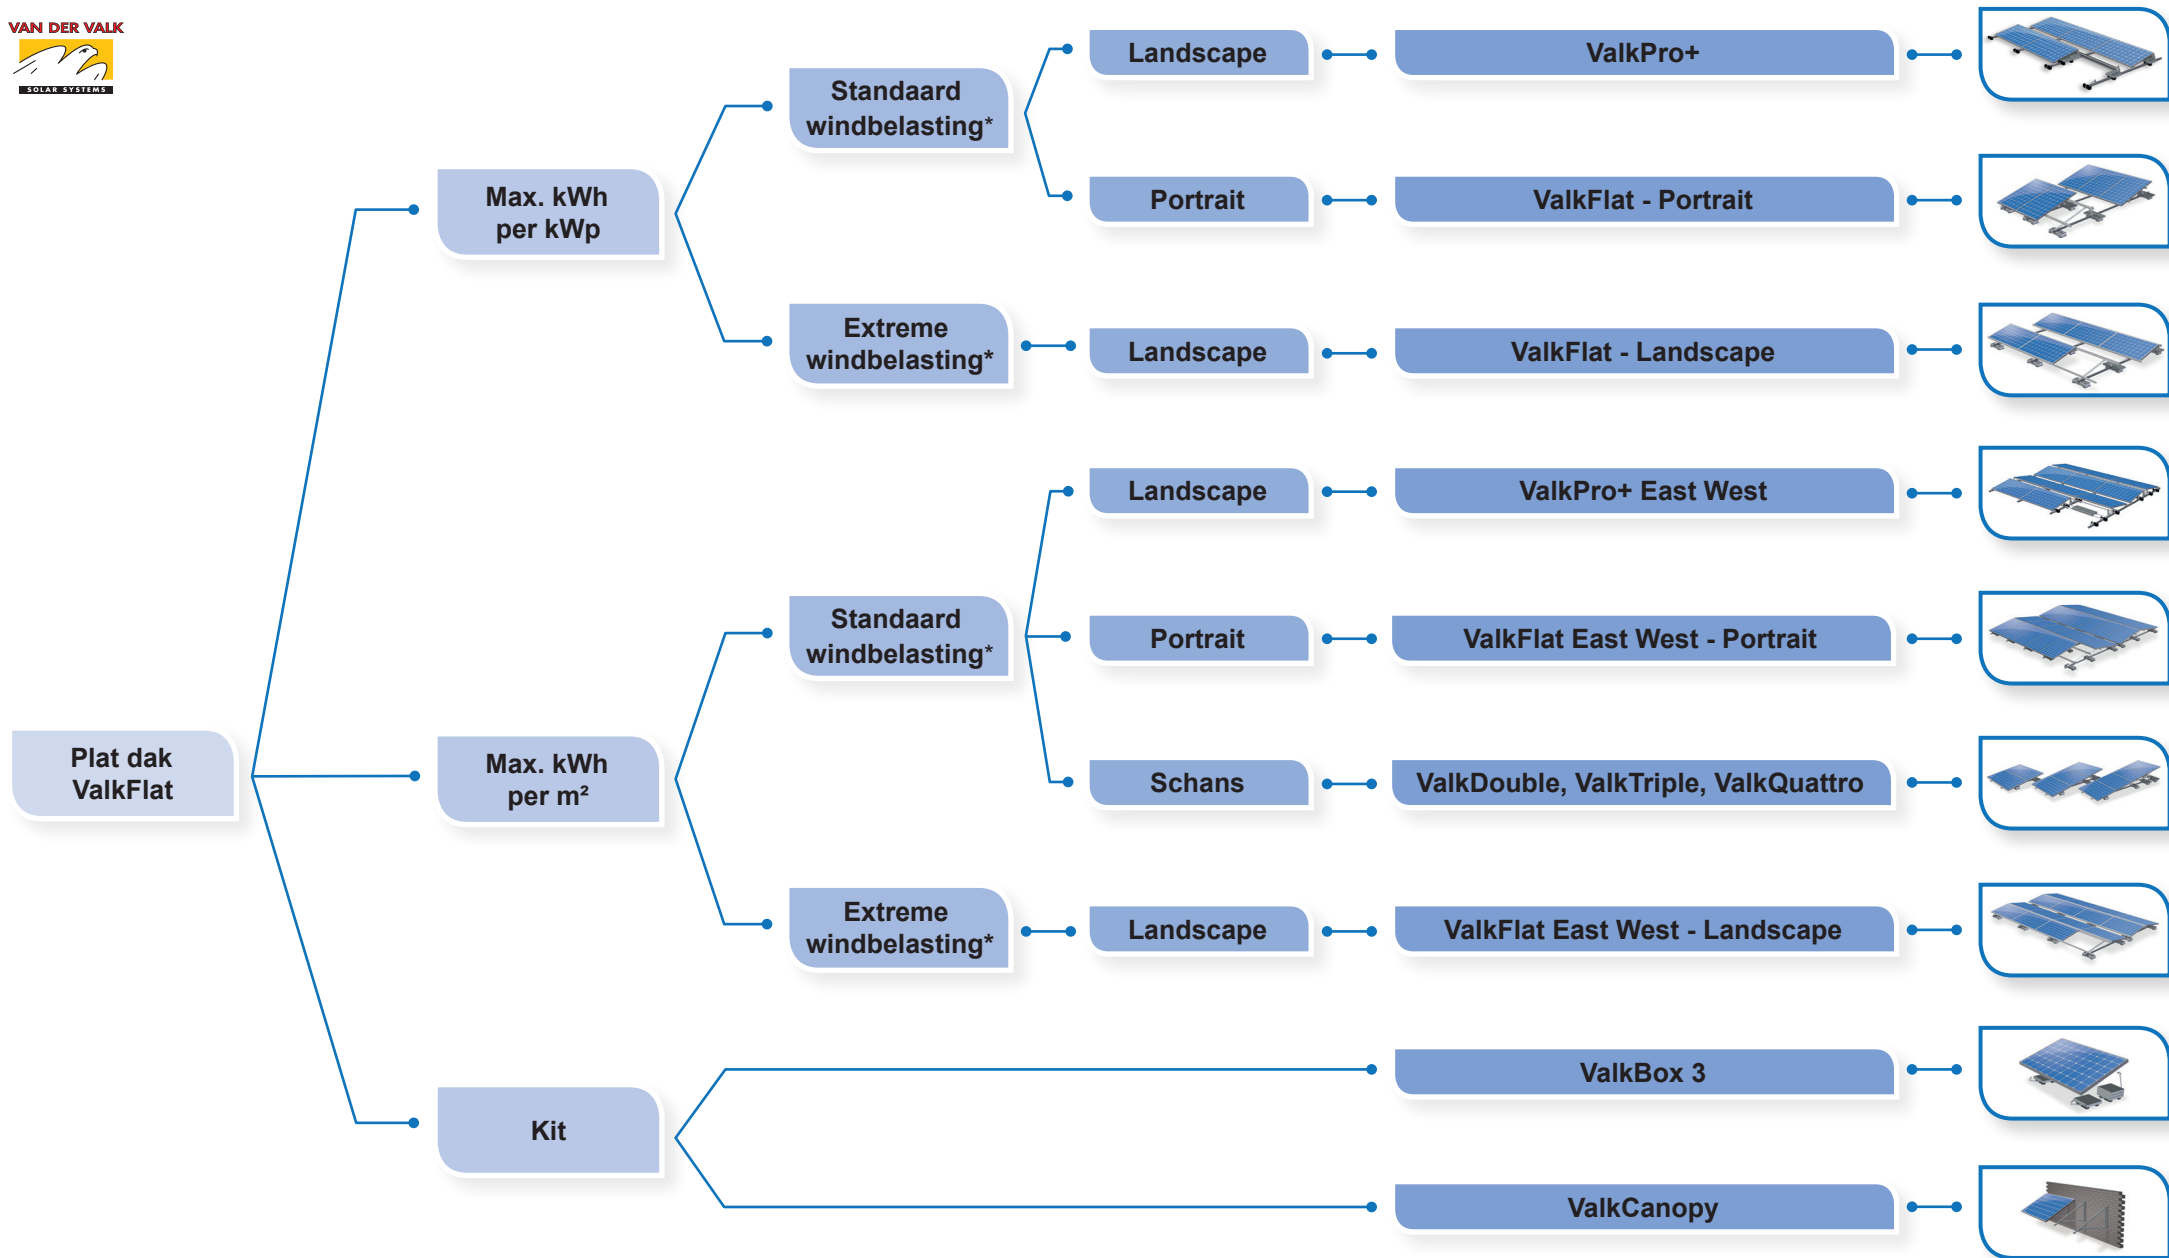 VAN DER VALK
SOLAR SYSTEMS
Plat dak
ValkFlat
Max. kWh
per kWp
Standaard
windbelasting*
Landscape
ValkPro+
Portrait
ValkFlat - Portrait
Extreme
windbelasting*
Landscape
ValkFlat - Landscape
Max. kWh
per m²
Standaard
windbelasting*
Landscape
ValkPro+ East West
Portrait
ValkFlat East West - Portrait
Schans
ValkDouble, ValkTriple, ValkQuattro
Extreme
windbelasting*
Landscape
ValkFlat East West - Landscape
Kit
ValkBox 3
ValkCanopy